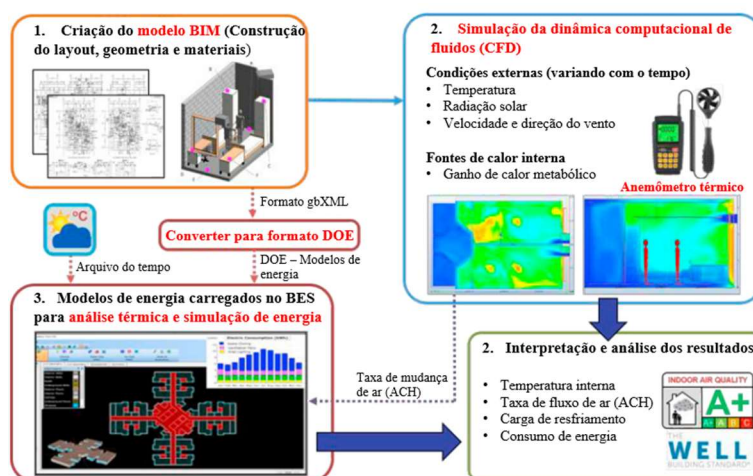 1. Criação do modelo BIM (Construção
do layout, geometria e materiais)
2. Simulação da dinâmica computacional de
fluidos (CFD)
Condições externas (variando com o tempo)
• Temperatura
• Radiação solar
• Velocidade e direção do vento
Fontes de calor interna
• Ganho de calor metabólico
Anemômetro térmico
Formato gbXML
°C
Converter para formato DOE
Arquivo do tempo
DOE – Modelos de
energia
3. Modelos de energia carregados no BES
para análise térmica e simulação de energia
Taxa de mudança
de ar (ACH)
2. Interpretação e análise dos resultados
• Temperatura interna
• Taxa de fluxo de ar (ACH)
• Carga de resfriamento
• Consumo de energia
INDOOR AIR QUALITY
A+
A+ A B C
THE
WELL
BUILDING STANDARD